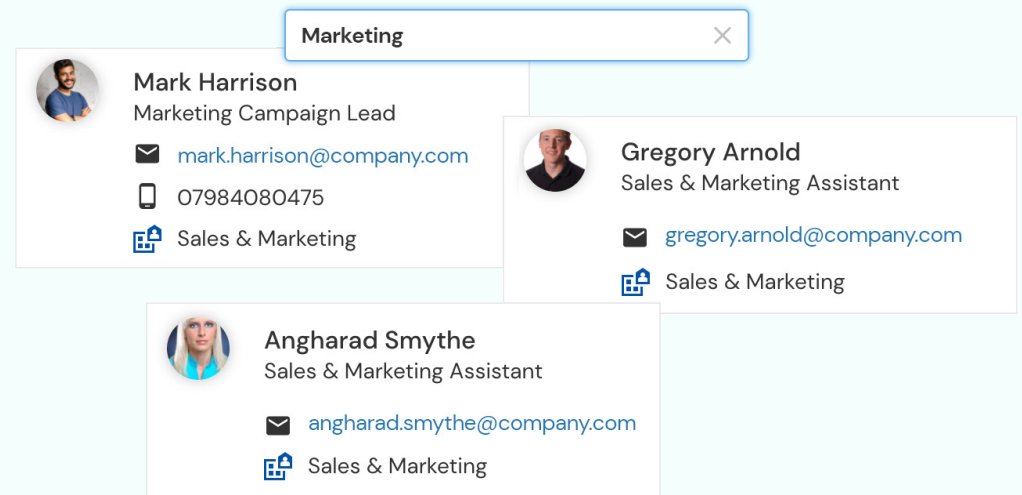 Marketing
Mark Harrison
Marketing Campaign Lead
mark.harrison@company.com
07984080475
Sales & Marketing
Gregory Arnold
Sales & Marketing Assistant
gregory.arnold@company.com
Sales & Marketing
Angharad Smythe
Sales & Marketing Assistant
angharad.smythe@company.com
Sales & Marketing